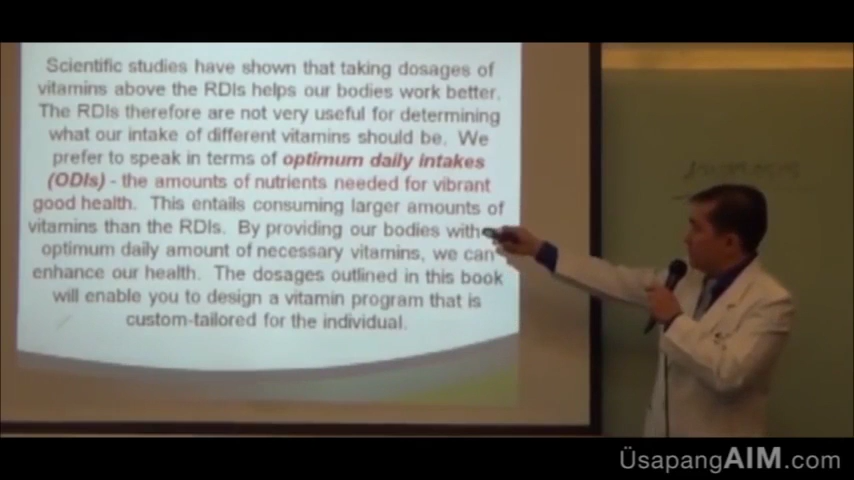 Scientific studies have shown that taking dosages of
vitamins above the RDIs helps our bodies work better.
The RDIs therefore are not very useful for determining
what our intake of different vitamins should be. We
prefer to speak in terms of optimum daily intakes
(ODIs) - the amounts of nutrients needed for vibrant
good health. This entails consuming larger amounts of
vitamins than the RDIs. By providing our bodies with
optimum daily amount of necessary vitamins, we can
enhance our health. The dosages outlined in this book
will enable you to design a vitamin program that is
custom-tailored for the individual.
ÜsapangAIM.com